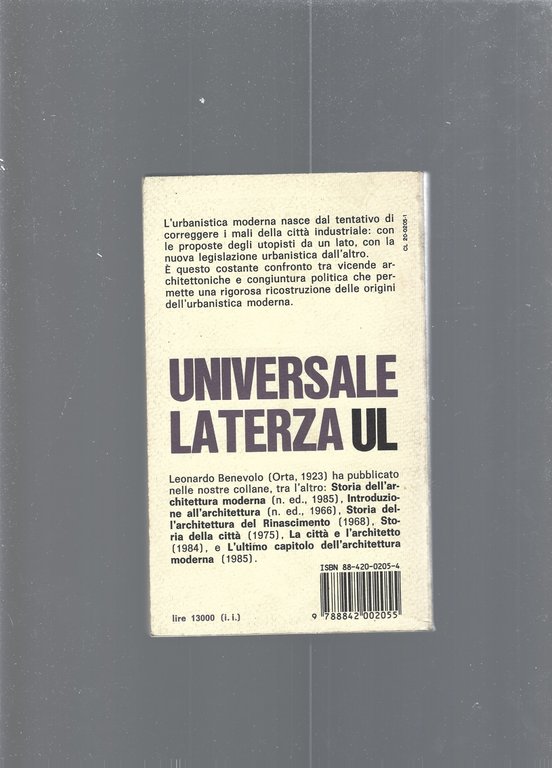 L'urbanistica moderna nasce dal tentativo di
correggere i mali della città industriale: con
le proposte degli utopisti da un lato, con la
nuova legislazione urbanistica dall'altro.
È questo costante confronto tra vicende ar-
chitettoniche e congiuntura politica che per-
mette una rigorosa ricostruzione delle origini
dell'urbanistica moderna.
CL 20-0205-1
UNIVERSALE
LATERZA UL
Leonardo Benevolo (Orta, 1923) ha pubblicato
nelle nostre collane, tra l'altro: Storia dell'ar-
chitettura moderna (n. ed., 1985), Introduzio-
ne all'architettura (n. ed., 1966), Storia del-
l'architettura del Rinascimento (1968), Sto-
ria della città (1975), La città e l'architetto
(1984), e L'ultimo capitolo dell'architettura
moderna (1985).
ISBN 88-420-0205-4
9 788842 002055
lire 13000 (i.i.)